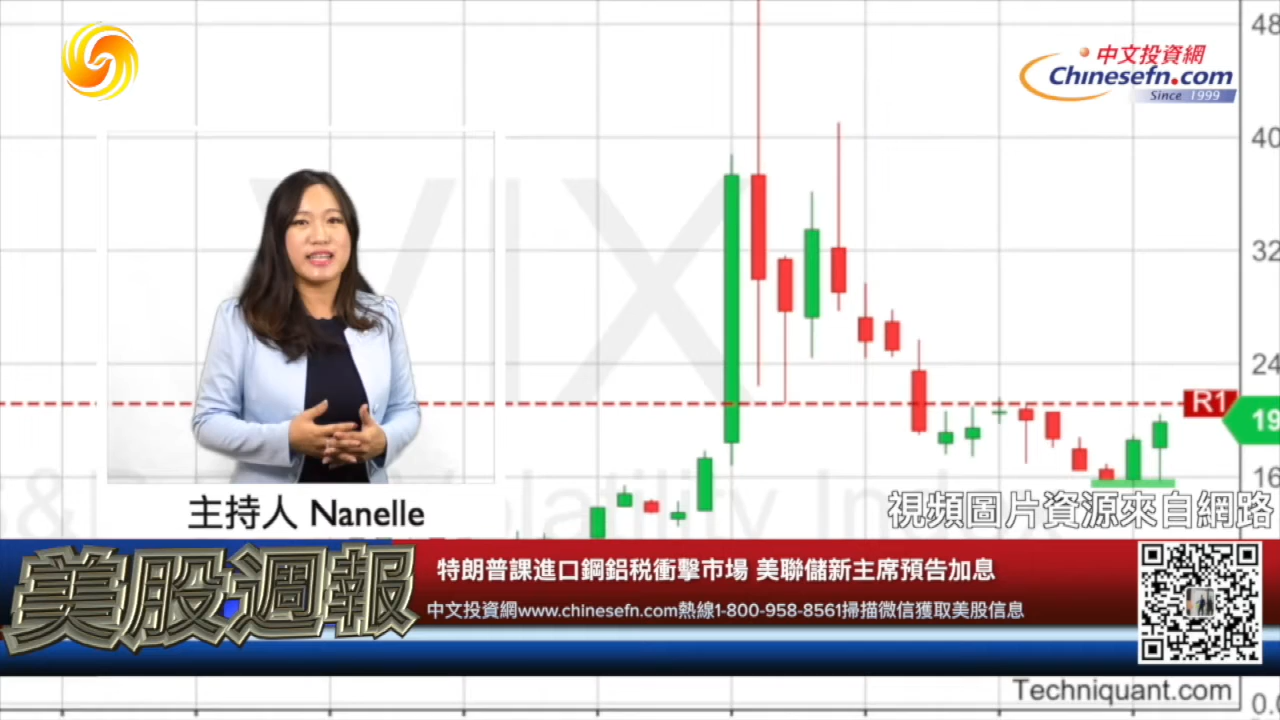 中文投資網
Chinesefn.com
Since 1999
48
40
32
24
R1
19
16
VIX
主持人 Nanelle
視頻圖片資源來自網路
美股週報
特朗普課進口鋼鋁税衝擊市場 美聯儲新主席預告加息
中文投資網www.chinesefn.com熱線1-800-958-8561掃描微信獲取美股信息
Techniquant.com
0.0